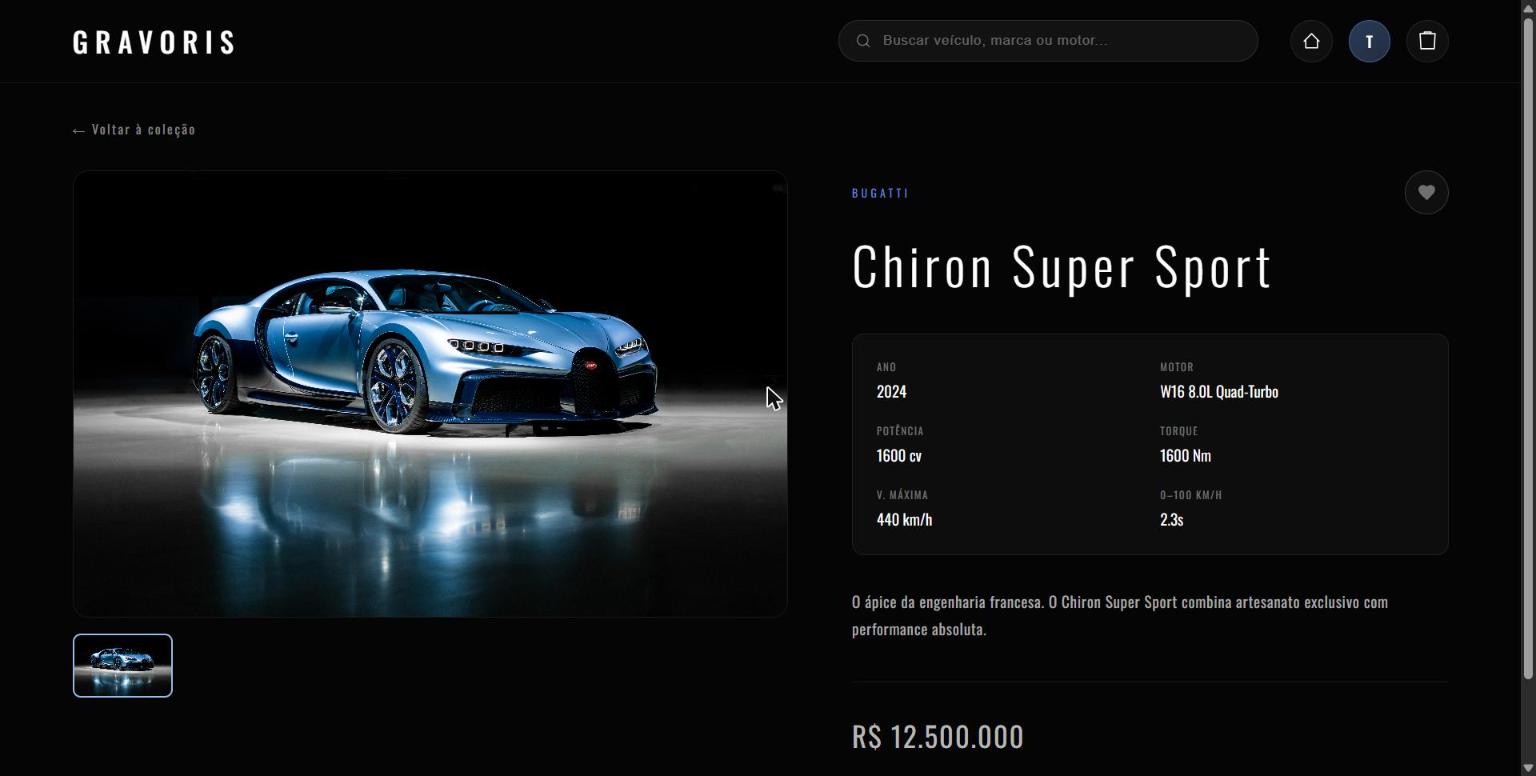 GRAVORIS
Buscar veículo, marca ou motor...
T
← Voltar à coleção
BUGATTI
Chiron Super Sport
ANO
2024
MOTOR
W16 8.0L Quad-Turbo
POTÊNCIA
1600 cv
TORQUE
1600 Nm
V. MÁXIMA
440 km/h
0–100 KM/H
2.3s
O ápice da engenharia francesa. O Chiron Super Sport combina artesanato exclusivo com
performance absoluta.
R$ 12.500.000